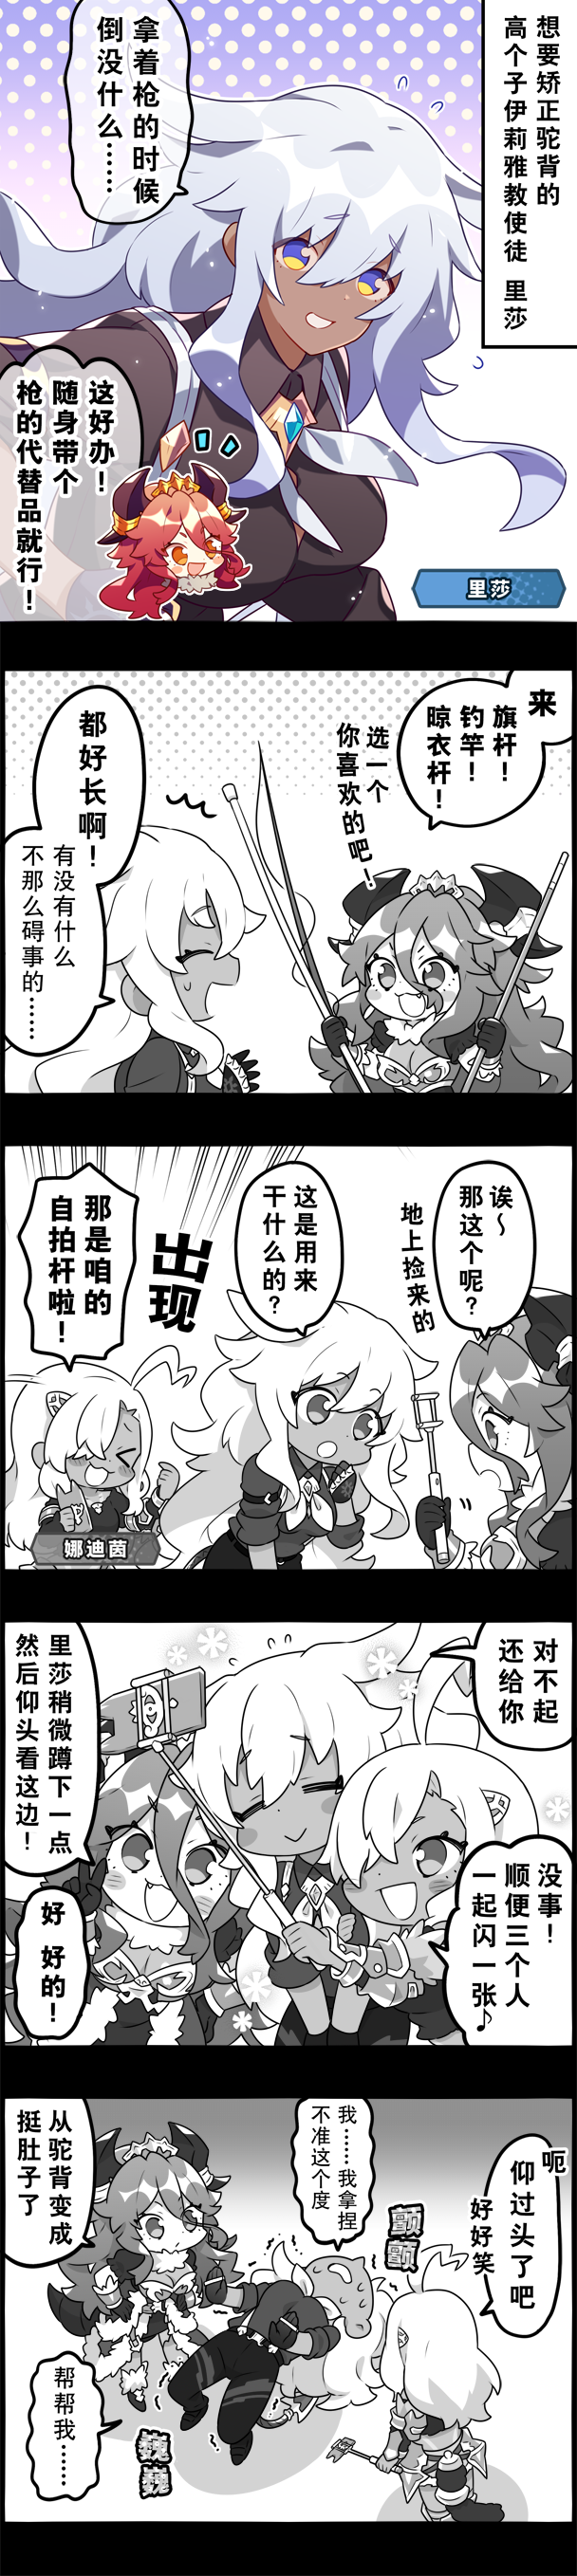 想要矫正驼背的
高个子伊莉雅教使徒 里莎
拿着枪的时候
倒没什么……
这好办！
随身带个
枪的代替品就行！
里莎
来
旗杆！
钓竿！
晾衣杆！
选一个
你喜欢的吧！
都好长啊！
有没有什么
不那么碍事的……
诶～
那这个呢？
地上捡来的
这是用来
干什么的？
出现
那是咱的
自拍杆啦！
娜迪茵
对不起
还给你
没事！
顺便三个人
一起闪一张♪
里莎稍微蹲下一点
然后仰头看这边！
好 好的！
呃
仰过头了吧
好好笑
颤颤
我……我拿捏
不准这个度
从驼背变成
挺肚子了
帮帮我……
巍巍